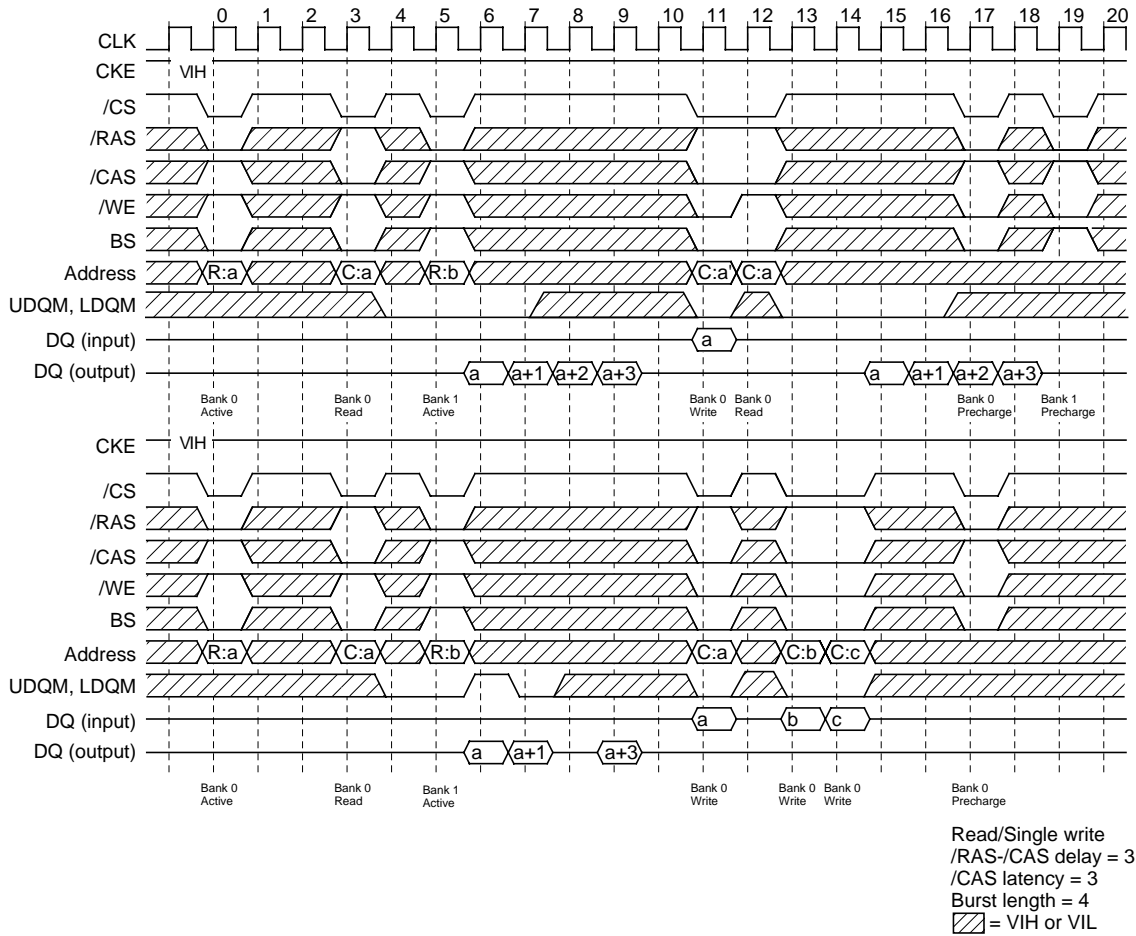 0 1 2 3 4 5 6 7 8 9 10 11 12 13 14 15 16 17 18 19 20
CLK
CKE VIH
/CS
/RAS
/CAS
/WE
BS
Address R:a C:a R:b C:a' C:a
UDQM, LDQM
DQ (input) a
DQ (output) a a+1 a+2 a+3 a a+1 a+2 a+3
Bank 0 Bank 0 Bank 1 Bank 0 Bank 0 Bank 0 Bank 1
Active Read Active Write Read Precharge Precharge
CKE VIH
/CS
/RAS
/CAS
/WE
BS
Address R:a C:a R:b C:a C:b C:c
UDQM, LDQM
DQ (input) a b c
DQ (output) a a+1 a+3
Bank 0 Bank 0 Bank 1 Bank 0 Bank 0 Bank 0 Bank 0
Active Read Active Write Write Write Precharge
Read/Single write
/RAS-/CAS delay = 3
/CAS latency = 3
Burst length = 4
= VIH or VIL